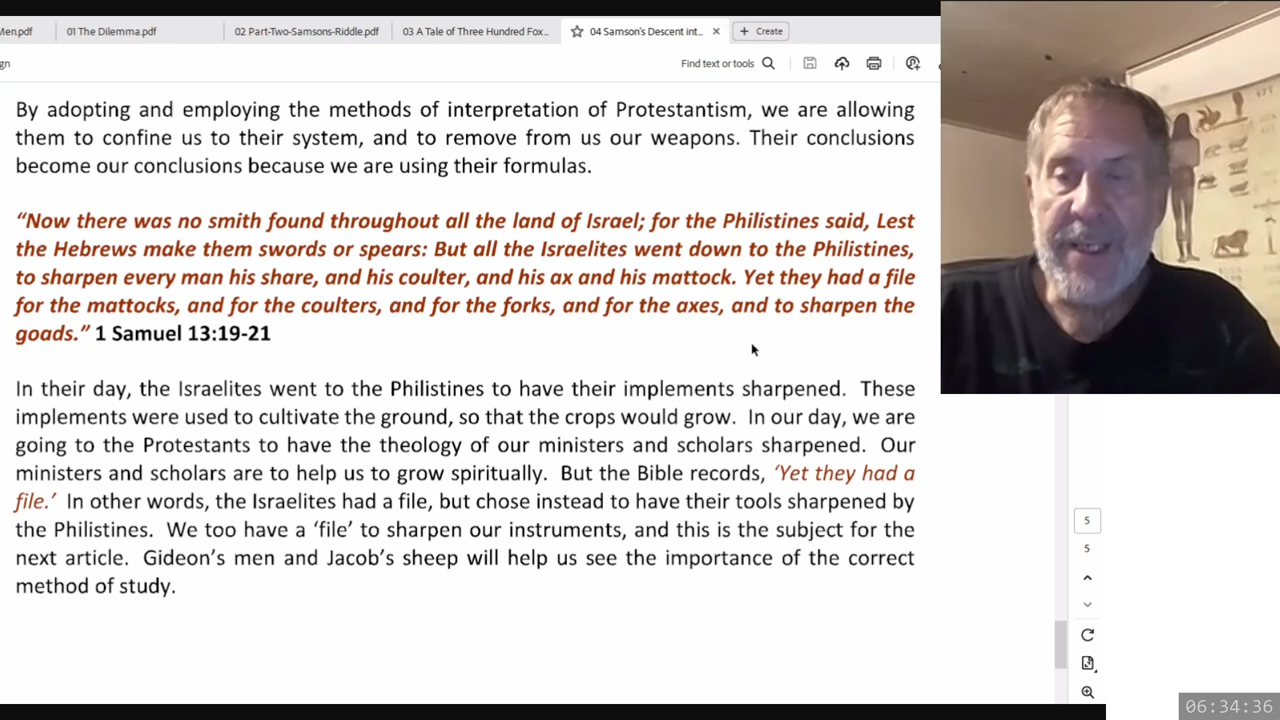 Men.pdf
01 The Dilemma.pdf
02 Part-Two-Samsons-Riddle.pdf
03 A Tale of Three Hundred Fox...
04 Samson's Descent int...
Create
gn
Find text or tools
By adopting and employing the methods of interpretation of Protestantism, we are allowing
them to confine us to their system, and to remove from us our weapons. Their conclusions
become our conclusions because we are using their formulas.
“Now there was no smith found throughout all the land of Israel; for the Philistines said, Lest
the Hebrews make them swords or spears: But all the Israelites went down to the Philistines,
to sharpen every man his share, and his coulter, and his ax and his mattock. Yet they had a file
for the mattocks, and for the coulters, and for the forks, and for the axes, and to sharpen the
goads.” 1 Samuel 13:19-21
In their day, the Israelites went to the Philistines to have their implements sharpened. These
implements were used to cultivate the ground, so that the crops would grow. In our day, we are
going to the Protestants to have the theology of our ministers and scholars sharpened. Our
ministers and scholars are to help us to grow spiritually. But the Bible records, ‘Yet they had a
file.’ In other words, the Israelites had a file, but chose instead to have their tools sharpened by
the Philistines. We too have a ‘file’ to sharpen our instruments, and this is the subject for the
next article. Gideon’s men and Jacob’s sheep will help us see the importance of the correct
method of study.
5
5
06:34:36